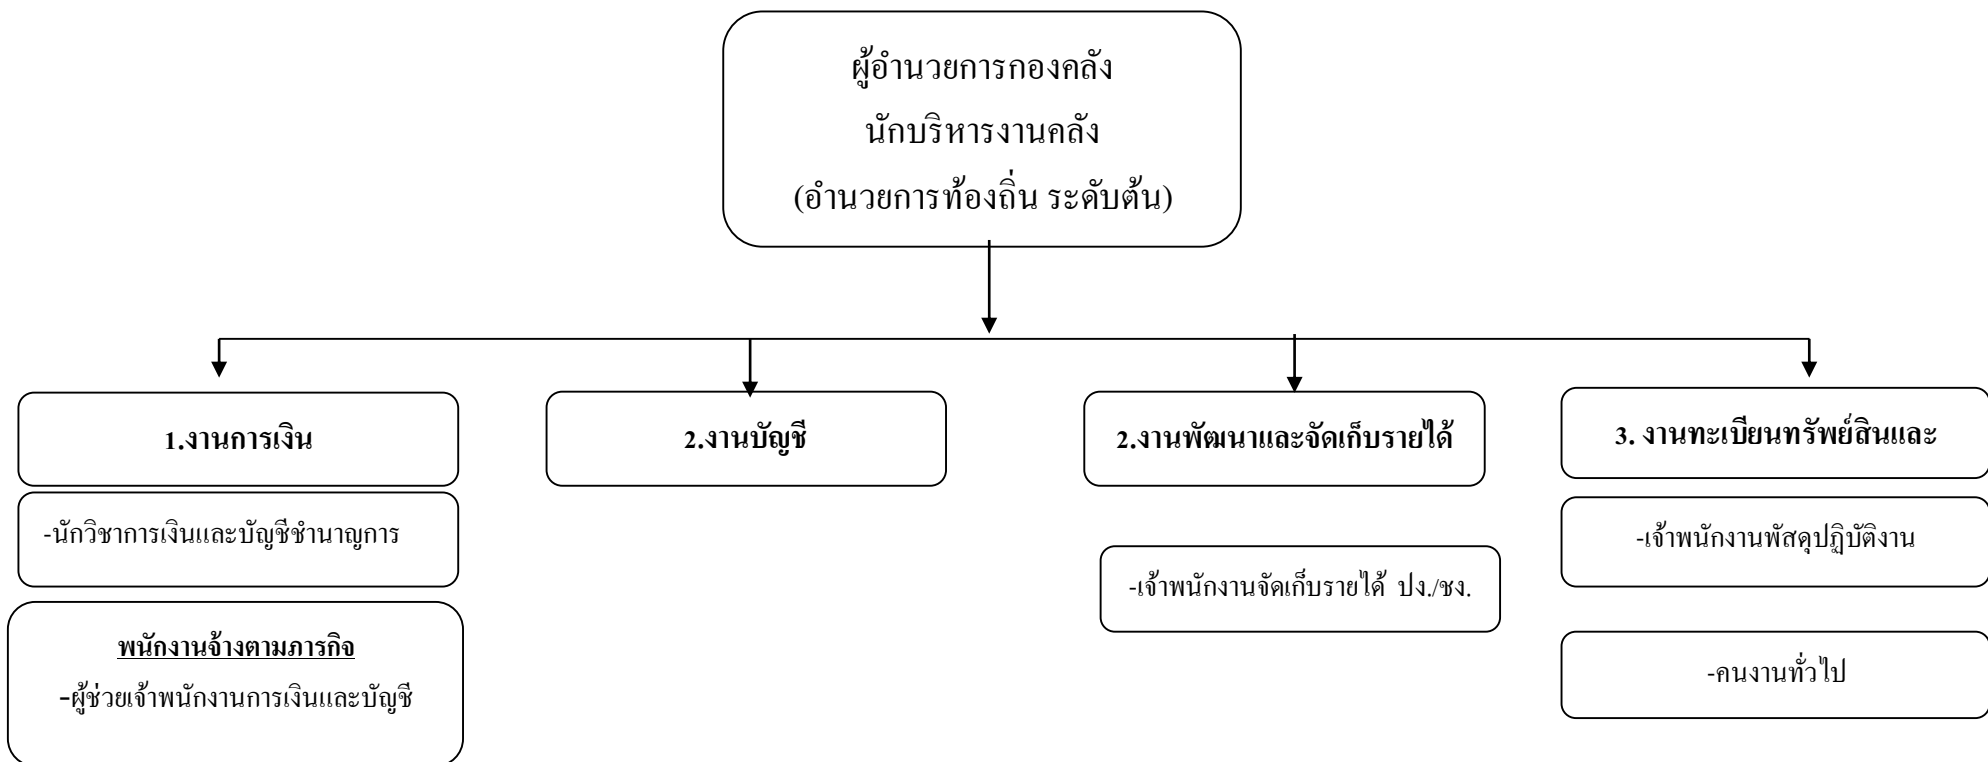 ผู้อำนวยการกองคลัง
นักบริหารงานคลัง
(อำนวยการท้องถิ่น ระดับต้น)
1.งานการเงิน
2.งานบัญชี
2.งานพัฒนาและจัดเก็บรายได้
3. งานทะเบียนทรัพย์สินและ
-นักวิชาการเงินและบัญชีชำนาญการ
-เจ้าพนักงานจัดเก็บรายได้ ปง./ชง.
-เจ้าพนักงานพัสดุปฏิบัติงาน
พนักงานจ้างตามภารกิจ
-ผู้ช่วยเจ้าพนักงานการเงินและบัญชี
-คนงานทั่วไป